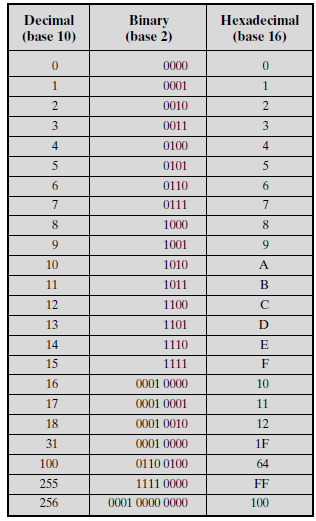 Decimal Binary Hexadecimal
(base 10) (base 2) (base 16)
0 0000 0
1 0001 1
2 0010 2
3 0011 3
4 0100 4
5 0101 5
6 0110 6
7 0111 7
8 1000 8
9 1001 9
10 1010 A
11 1011 B
12 1100 C
13 1101 D
14 1110 E
15 1111 F
16 0001 0000 10
17 0001 0001 11
18 0001 0010 12
31 0001 0000 1F
100 0110 0100 64
255 1111 0000 FF
256 0001 0000 0000 100